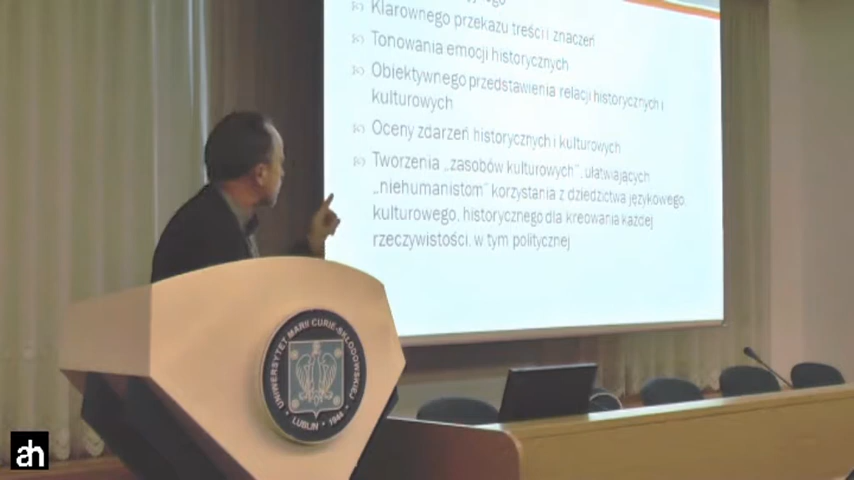 Klarownego przekazu treści i znaczeń
Tonowania emocji historycznych
Obiektywnego przedstawienia relacji historycznych i
kulturowych
Oceny zdarzeń historycznych i kulturowych
Tworzenia „zasobów kulturowych”, ułatwiających
„niehumanistom” korzystania z dziedzictwa językowego,
kulturowego, historycznego dla kreowania każdej
rzeczywistości, w tym politycznej
UNIWERSYTET MARII CURIE-SKŁODOWSKIEJ
LUBLIN • 1944
ah